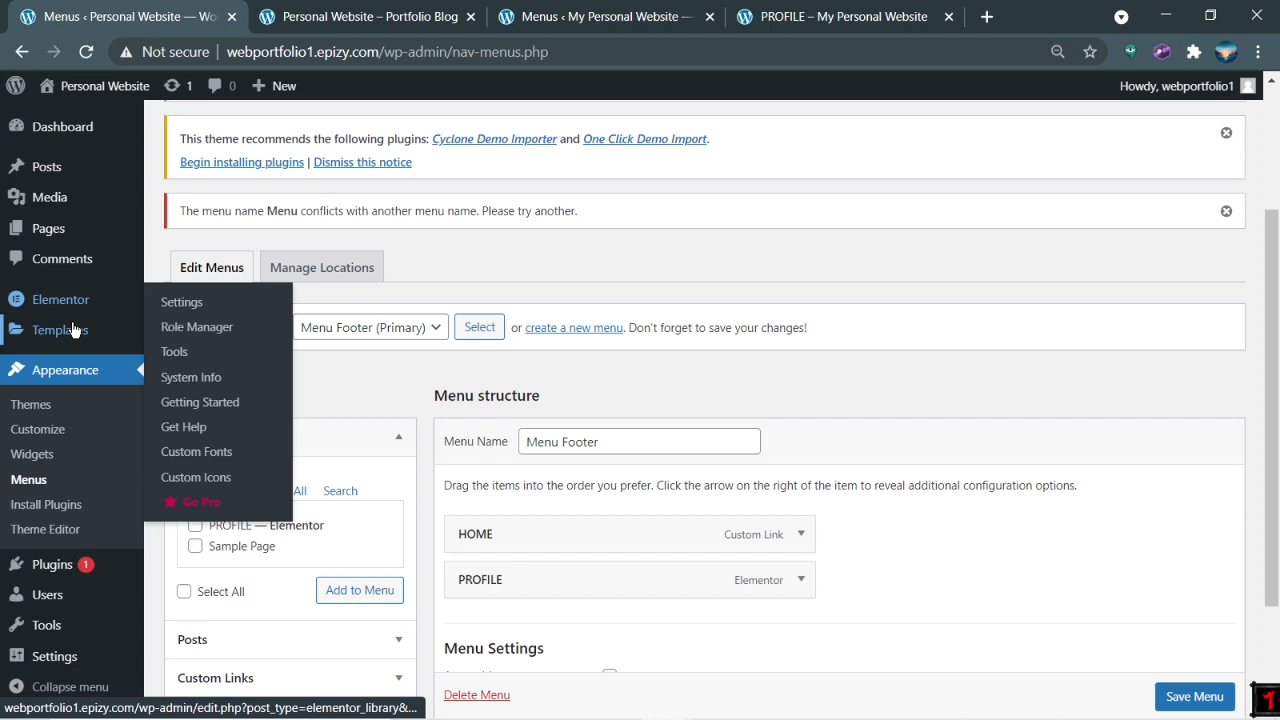 Menus ‹ Personal Website — Wo
Personal Website – Portfolio Blog
Menus ‹ My Personal Website —
PROFILE – My Personal Website
Not secure | webportfolio1.epizy.com/wp-admin/nav-menus.php
Personal Website 1 0 + New
Howdy, webportfolio1
Dashboard
Posts
Media
Pages
Comments
Elementor
Templates
Appearance
Themes
Customize
Widgets
Menus
Install Plugins
Theme Editor
Plugins 1
Users
Tools
Settings
Collapse menu
Settings
Role Manager
Tools
System Info
Getting Started
Get Help
Custom Fonts
Custom Icons
Go Pro
This theme recommends the following plugins: Cyclone Demo Importer and One Click Demo Import.
Begin installing plugins | Dismiss this notice
The menu name Menu conflicts with another menu name. Please try another.
Edit Menus
Manage Locations
Menu Footer (Primary) Select or create a new menu. Don't forget to save your changes!
All Search
PROFILE — Elementor
Sample Page
Select All
Add to Menu
Posts
Custom Links
Menu structure
Menu Name Menu Footer
Drag the items into the order you prefer. Click the arrow on the right of the item to reveal additional configuration options.
HOME Custom Link
PROFILE Elementor
Menu Settings
Delete Menu
Save Menu
webportfolio1.epizy.com/wp-admin/edit.php?post_type=elementor_library&...
1